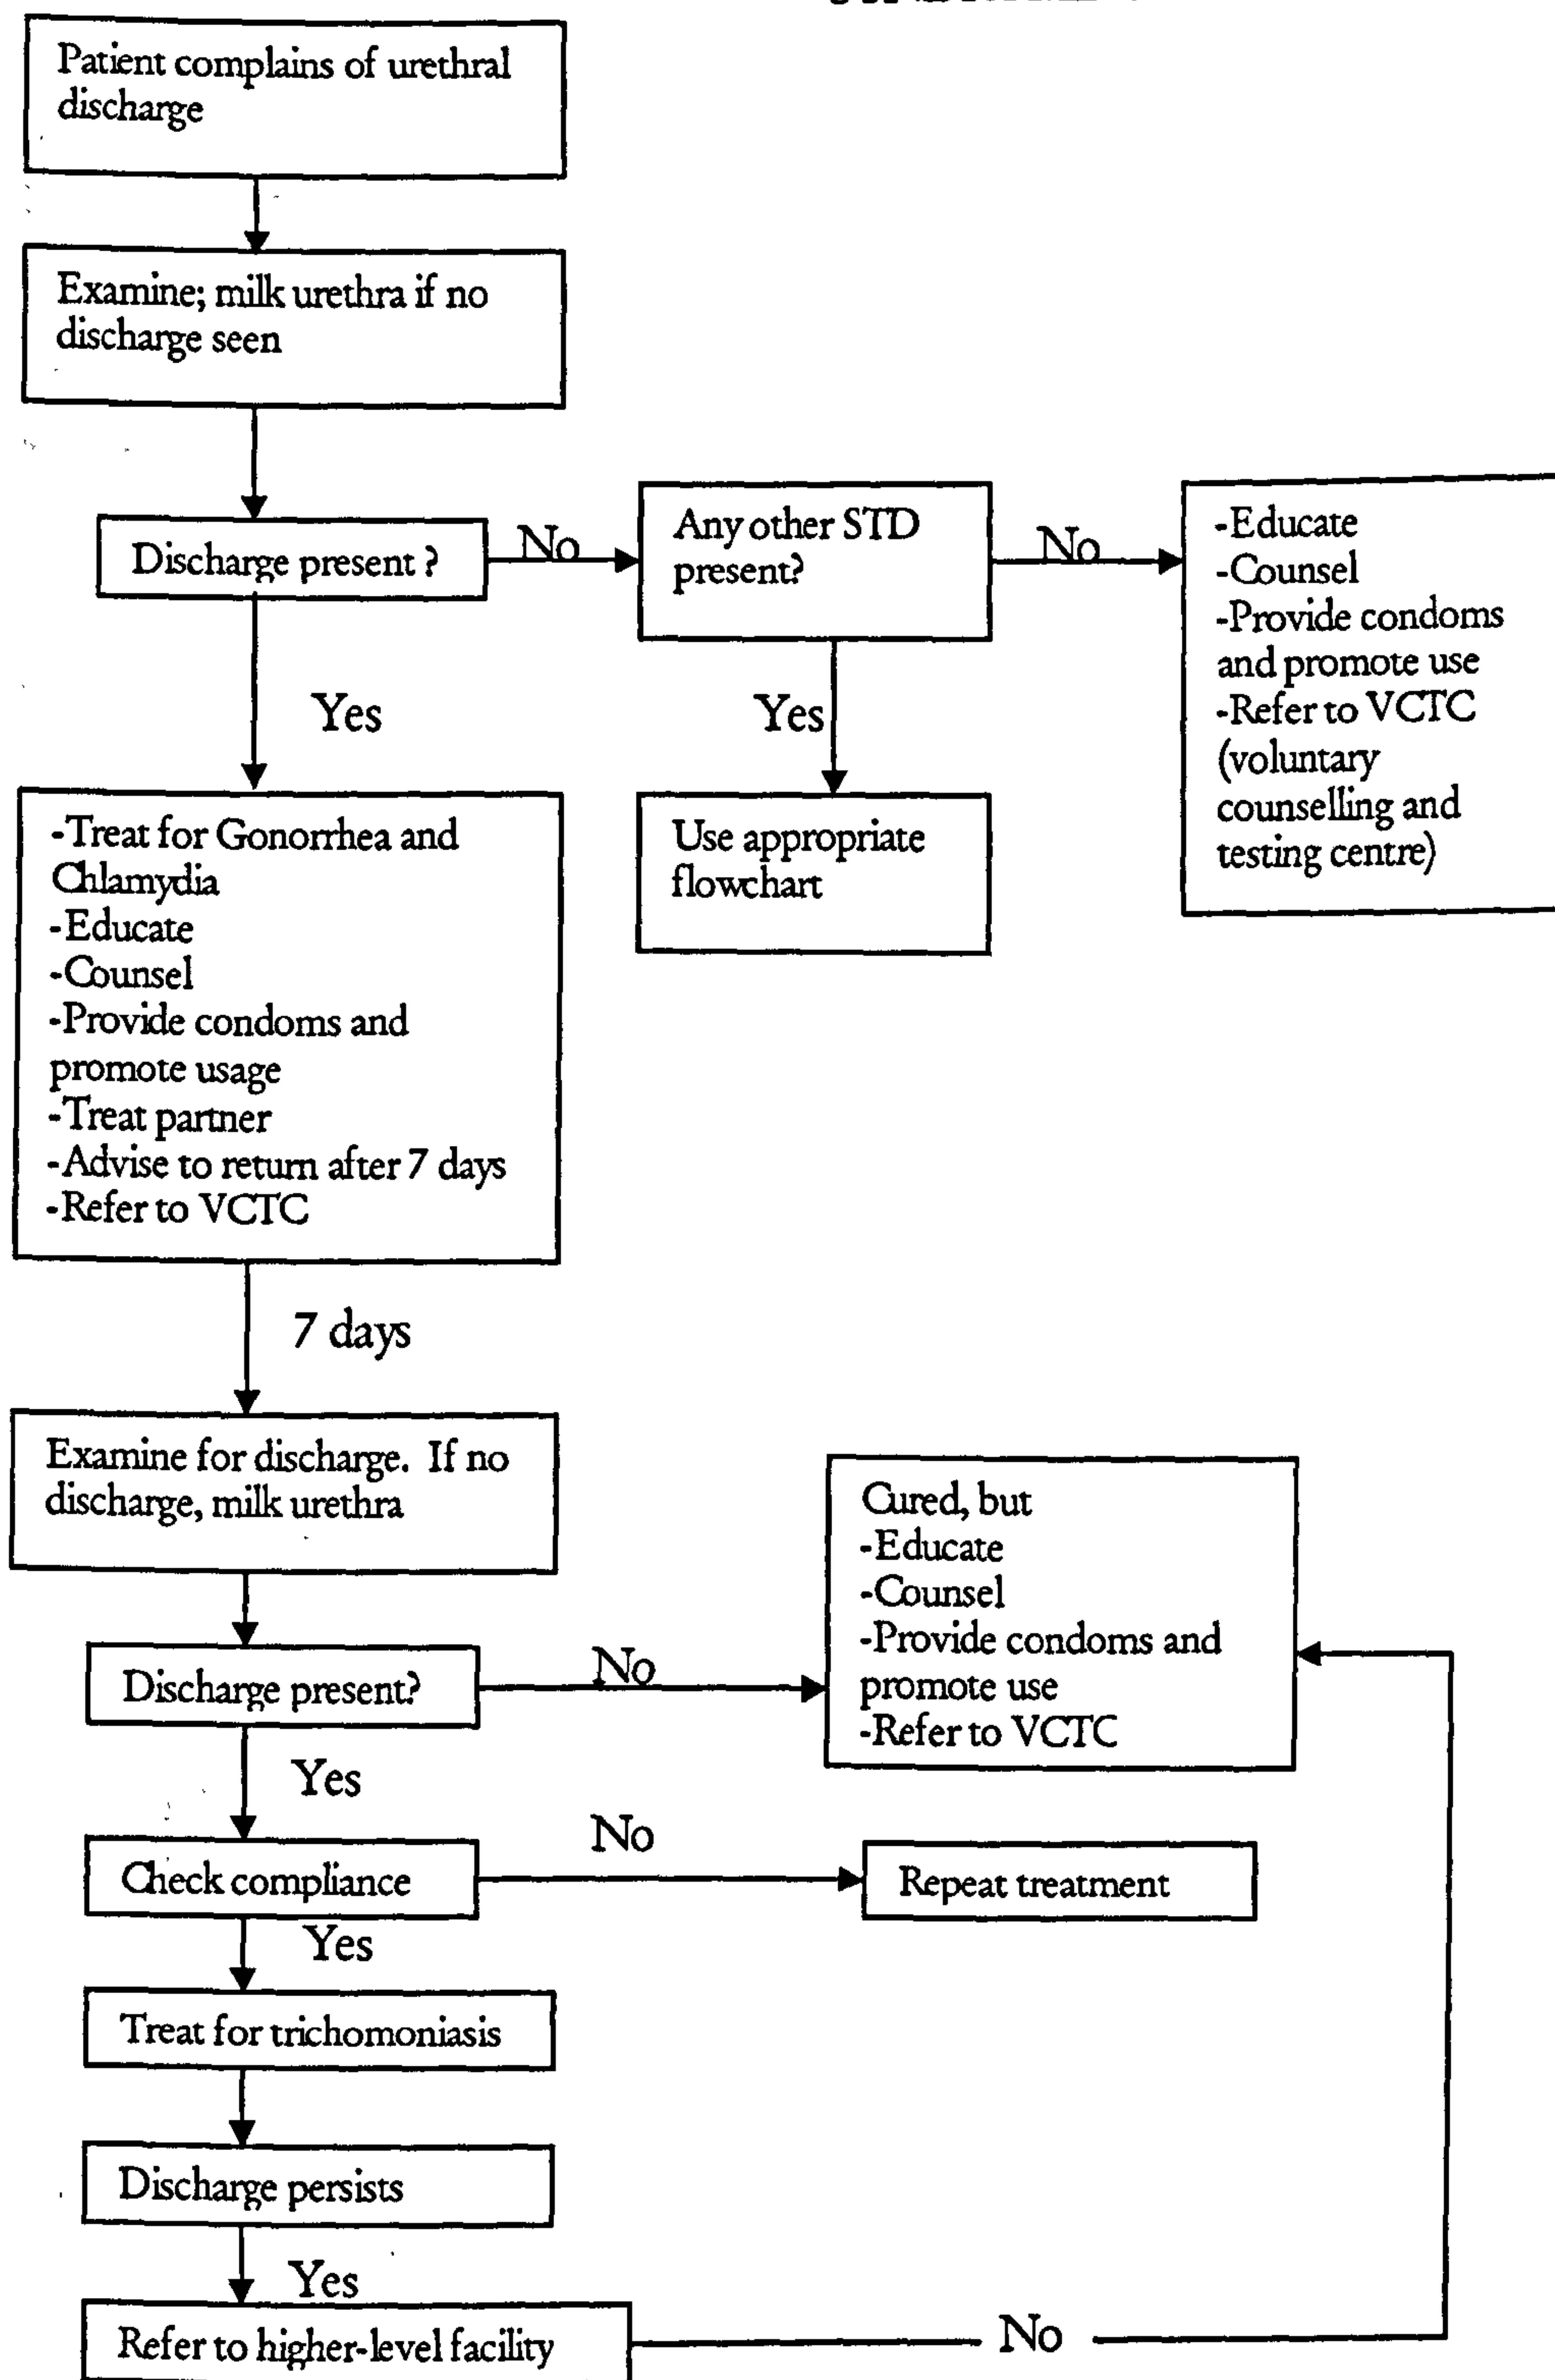 Patient complains of urethral
discharge
Examine; milk urethra if no
discharge seen
Discharge present ?
No
Any other STD
present?
No
-Educate
-Counsel
-Provide condoms
and promote use
-Refer to VCTC
(voluntary
counselling and
testing centre)
Yes
Yes
Use appropriate
flowchart
-Treat for Gonorrhea and
Chlamydia
-Educate
-Counsel
-Provide condoms and
promote usage
-Treat partner
-Advise to return after 7 days
-Refer to VCTC
7 days
Examine for discharge. If no
discharge, milk urethra
Discharge present?
No
Cured, but
-Educate
-Counsel
-Provide condoms and
promote use
-Refer to VCTC
Yes
Check compliance
No
Repeat treatment
Yes
Treat for trichomoniasis
Discharge persists
Yes
Refer to higher-level facility
No